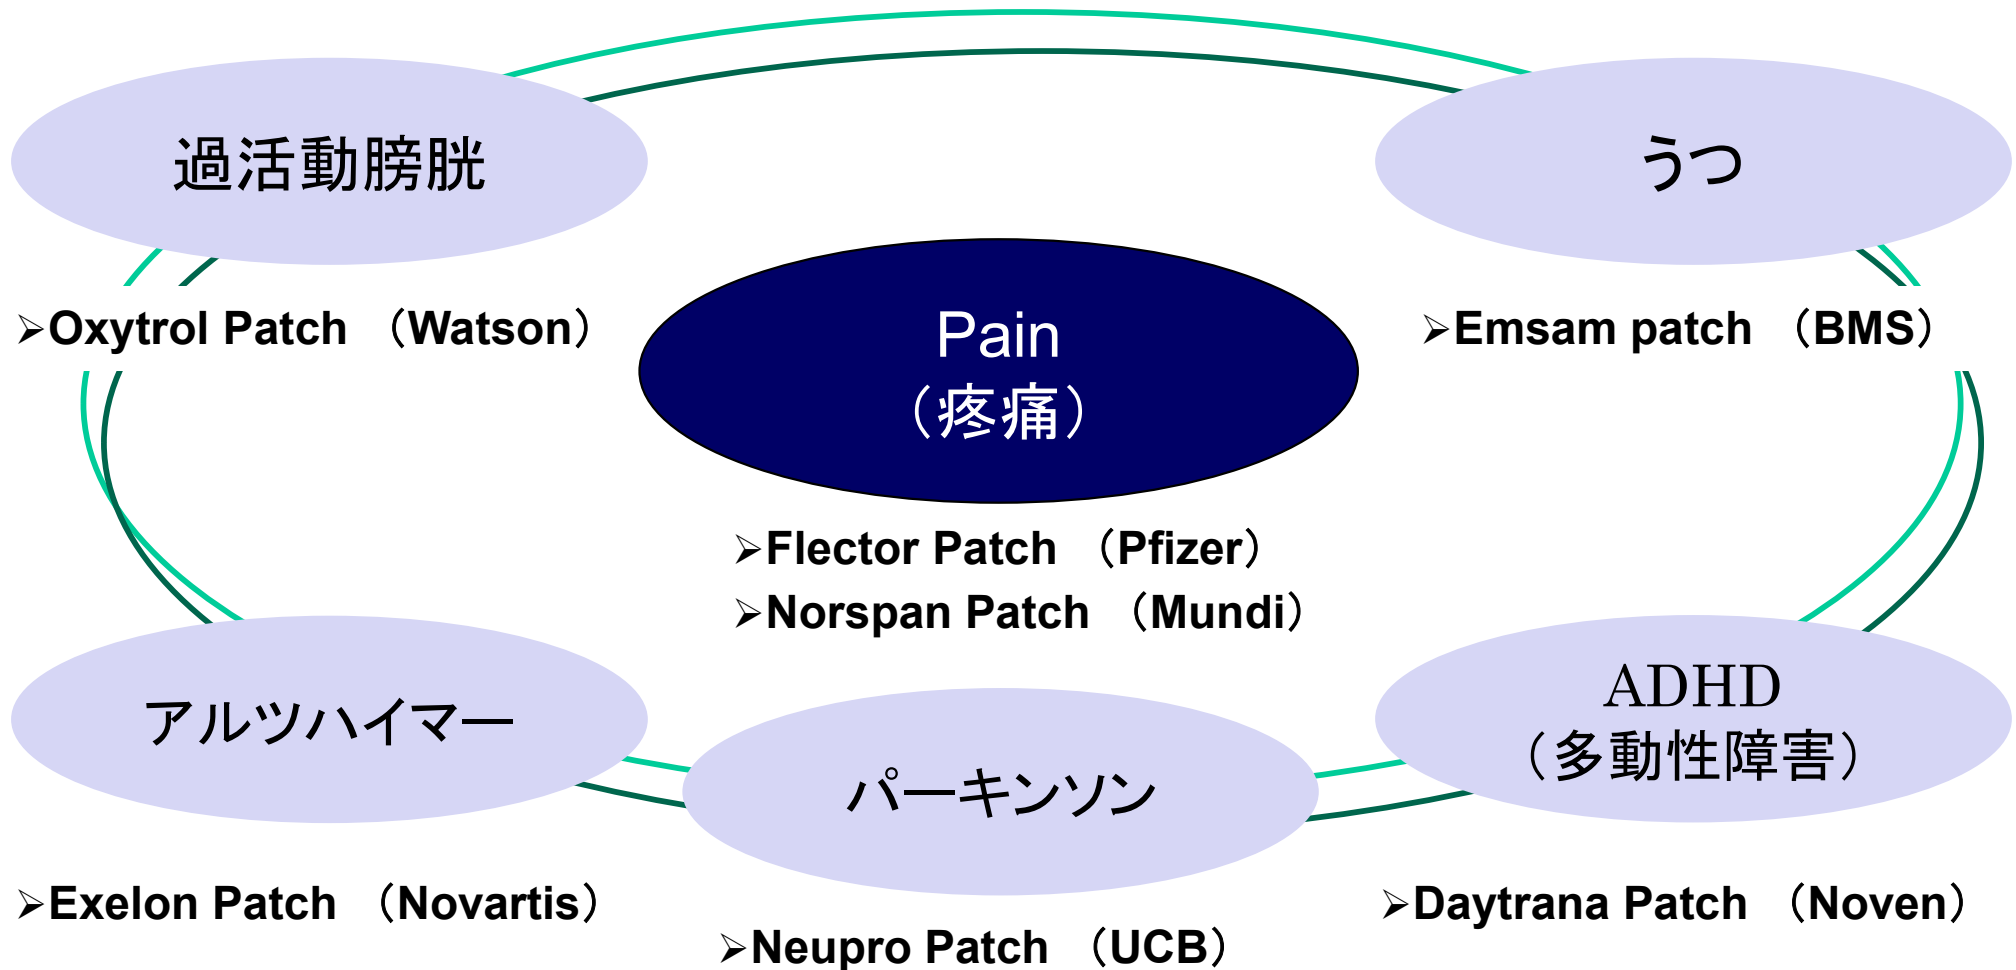 過活動膀胱
うつ
➢Oxytrol Patch （Watson）
Pain
（疼痛）
➢Emsam patch （BMS）
➢Flector Patch （Pfizer）
➢Norspan Patch （Mundi）
アルツハイマー
パーキンソン
ADHD
（多動性障害）
➢Exelon Patch （Novartis）
➢Neupro Patch （UCB）
➢Daytrana Patch （Noven）